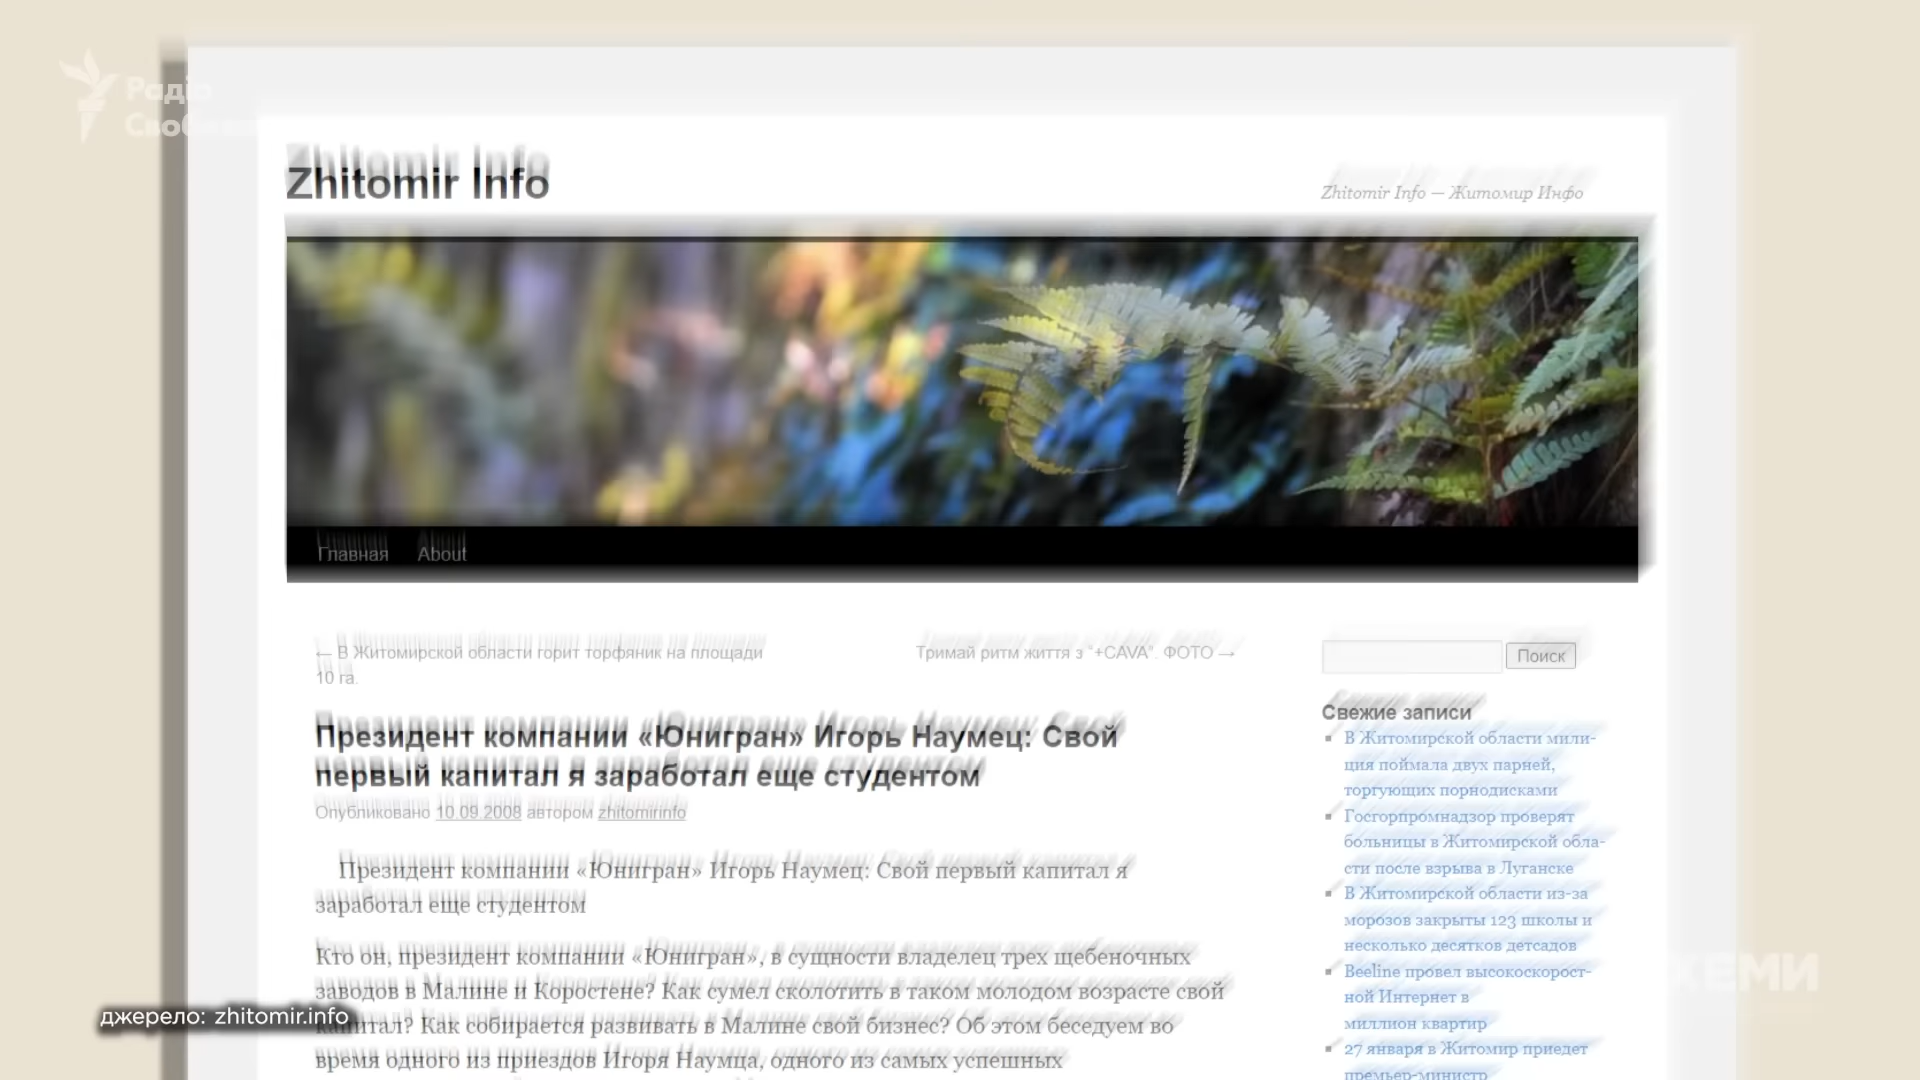 Радіо
Свобода
Zhitomir Info
Zhitomir Info — Житомир Инфо
Главная About
← В Житомирской области горит торфяник на площади
10 га.
Тримай ритм життя з “+CAVA”. ФОТО →
Поиск
Президент компании «Юнигран» Игорь Наумец: Свой
первый капитал я заработал еще студентом
Опубликовано 10.09.2008 автором zhitomirinfo
Президент компании «Юнигран» Игорь Наумец: Свой первый капитал я
заработал еще студентом
Кто он, президент компании «Юнигран», в сущности владелец трех щебеночных
заводов в Малине и Коростене? Как сумел сколотить в таком молодом возрасте свой
капитал? Как собирается развивать в Малине свой бизнес? Об этом беседуем во
время одного из приездов Игоря Наумца, одного из самых успешных
Свежие записи
В Житомирской области мили-
ция поймала двух парней,
торгующих порнодисками
Госгорпромнадзор проверят
больницы в Житомирской обла-
сти после взрыва в Луганске
В Житомирской области из-за
морозов закрыты 123 школы и
несколько десятков детсадов
Beeline провел высокоскорост-
ной Интернет в
миллион квартир
27 января в Житомир приедет
премьер-министр
джерело: zhitomir.info